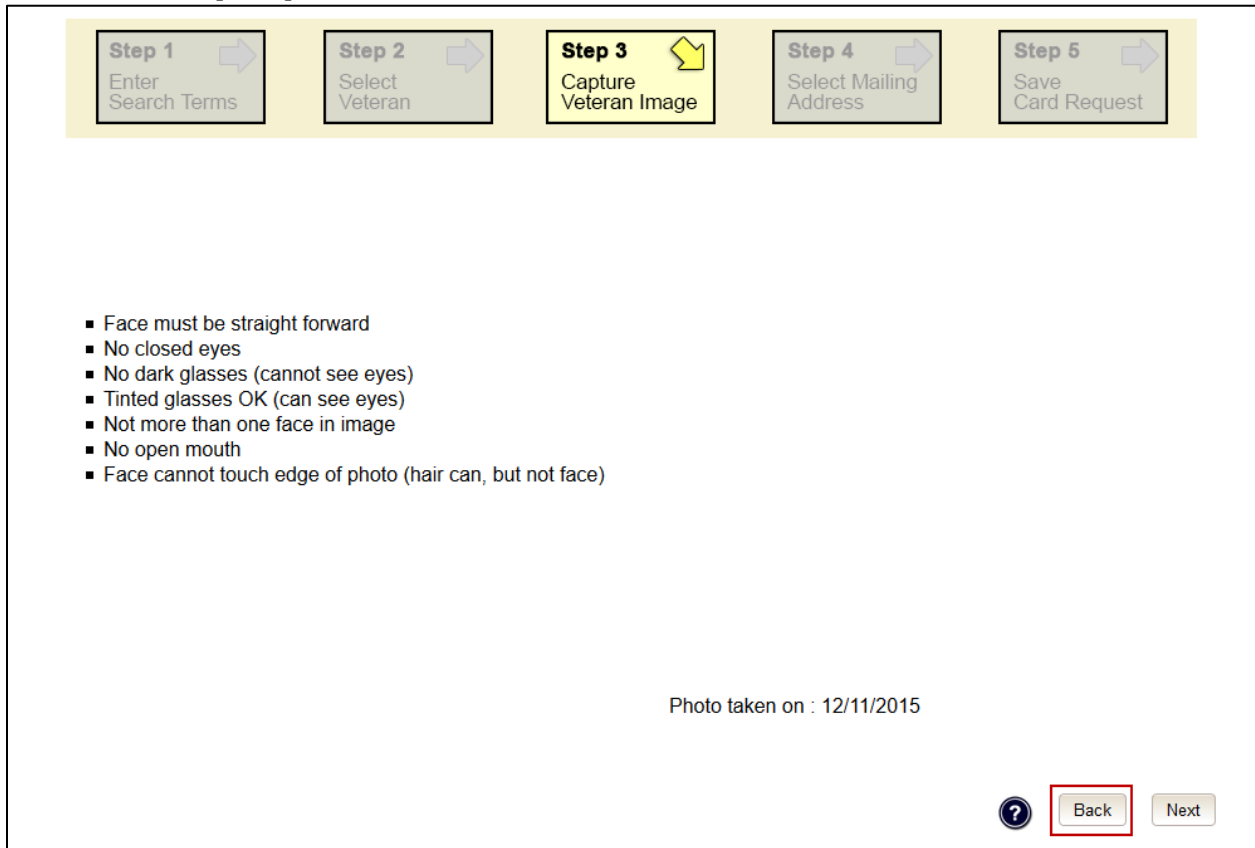 Step 1
Enter
Search Terms
Step 2
Select
Veteran
Step 3
Capture
Veteran Image
Step 4
Select Mailing
Address
Step 5
Save
Card Request
▪ Face must be straight forward
▪ No closed eyes
▪ No dark glasses (cannot see eyes)
▪ Tinted glasses OK (can see eyes)
▪ Not more than one face in image
▪ No open mouth
▪ Face cannot touch edge of photo (hair can, but not face)
Photo taken on : 12/11/2015
? Back Next